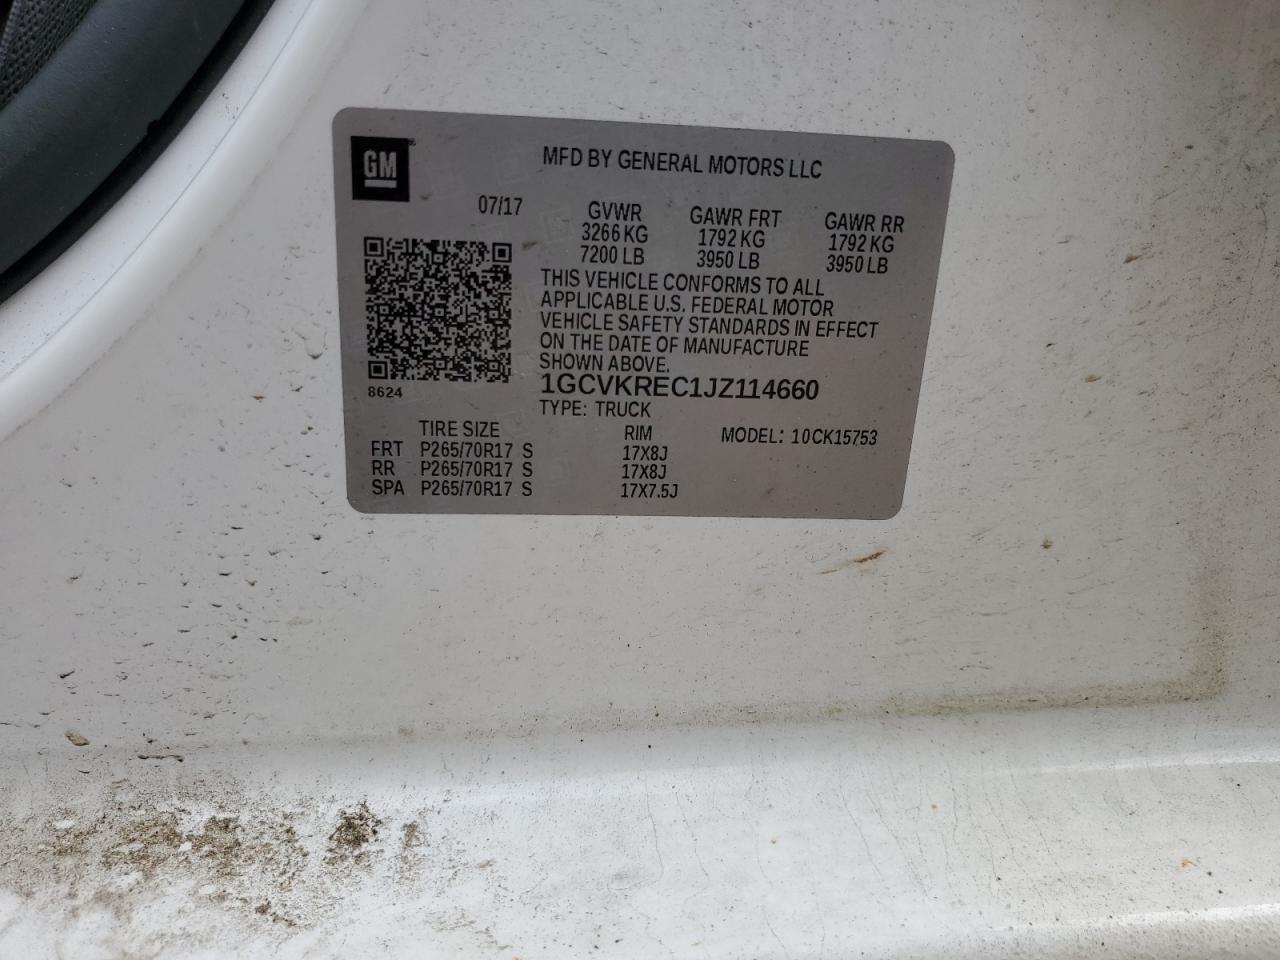 GM
MFD BY GENERAL MOTORS LLC
07/17
GVWR GAWR FRT GAWR RR
3266 KG 1792 KG 1792 KG
7200 LB 3950 LB 3950 LB
THIS VEHICLE CONFORMS TO ALL
APPLICABLE U.S. FEDERAL MOTOR
VEHICLE SAFETY STANDARDS IN EFFECT
ON THE DATE OF MANUFACTURE
SHOWN ABOVE.
8624
1GCVKREC1JZ114660
TYPE: TRUCK
TIRE SIZE RIM MODEL: 10CK15753
FRT P265/70R17 S 17X8J
RR P265/70R17 S 17X8J
SPA P265/70R17 S 17X7.5J